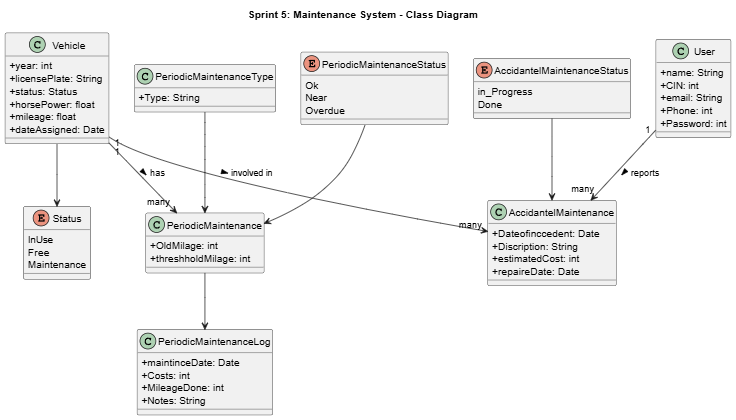 Sprint 5: Maintenance System - Class Diagram
C Vehicle
+year: int
+licensePlate: String
+status: Status
+horsePower: float
+mileage: float
+dateAssigned: Date
C PeriodicMaintenanceType
+Type: String
E PeriodicMaintenanceStatus
Ok
Near
Overdue
E AccidantelMaintenanceStatus
in_Progress
Done
C User
+name: String
+CIN: int
+email: String
+Phone: int
+Password: int
1
1
has
many
involved in
many
1
reports
many
E Status
InUse
Free
Maintenance
C PeriodicMaintenance
+OldMilage: int
+threshholdMilage: int
C AccidantelMaintenance
+Dateofinccedent: Date
+Discription: String
+estimatedCost: int
+repaireDate: Date
C PeriodicMaintenanceLog
+maintinceDate: Date
+Costs: int
+MileageDone: int
+Notes: String